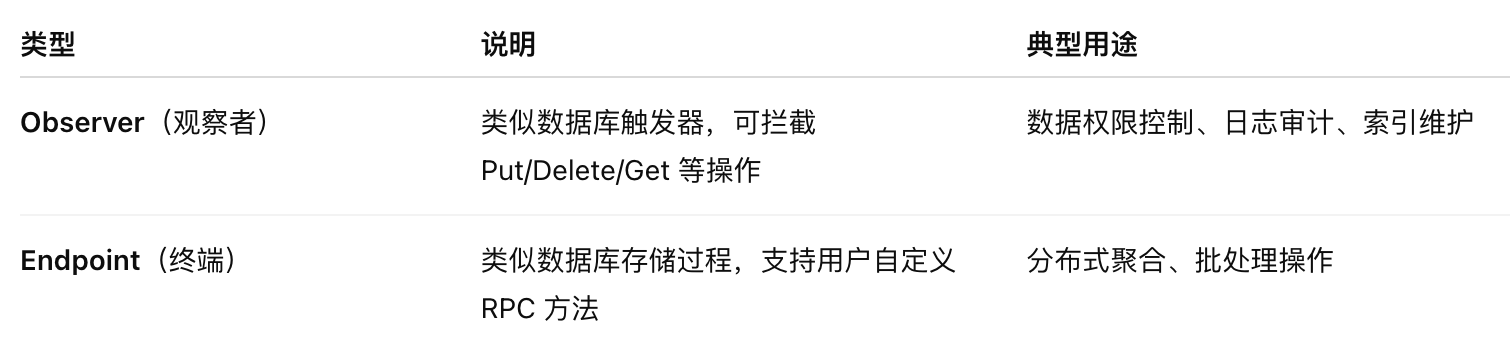 类型 说明 典型用途
Observer（观察者） 类似数据库触发器，可拦截 数据权限控制、日志审计、索引维护
Put/Delete/Get 等操作
Endpoint（终端） 类似数据库存储过程，支持用户自定义 分布式聚合、批处理操作
RPC 方法